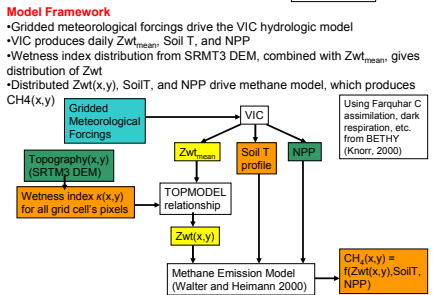 Model Framework
•Gridded meteorological forcings drive the VIC hydrologic model
•VIC produces daily Zwtmean, Soil T, and NPP
•Wetness index distribution from SRMT3 DEM, combined with Zwtmean, gives
distribution of Zwt
•Distributed Zwt(x,y), SoilT, and NPP drive methane model, which produces
CH4(x,y)
Gridded
Meteorological
Forcings
VIC
Using Farquhar C
assimilation, dark
respiration, etc.
from BETHY
(Knorr, 2000)
Zwtmean
Soil T
profile
NPP
Topography(x,y)
(SRTM3 DEM)
Wetness index κ(x,y)
for all grid cell's pixels
TOPMODEL
relationship
Zwt(x,y)
Methane Emission Model
(Walter and Heimann 2000)
CH4(x,y) =
f(Zwt(x,y),SoilT,
NPP)